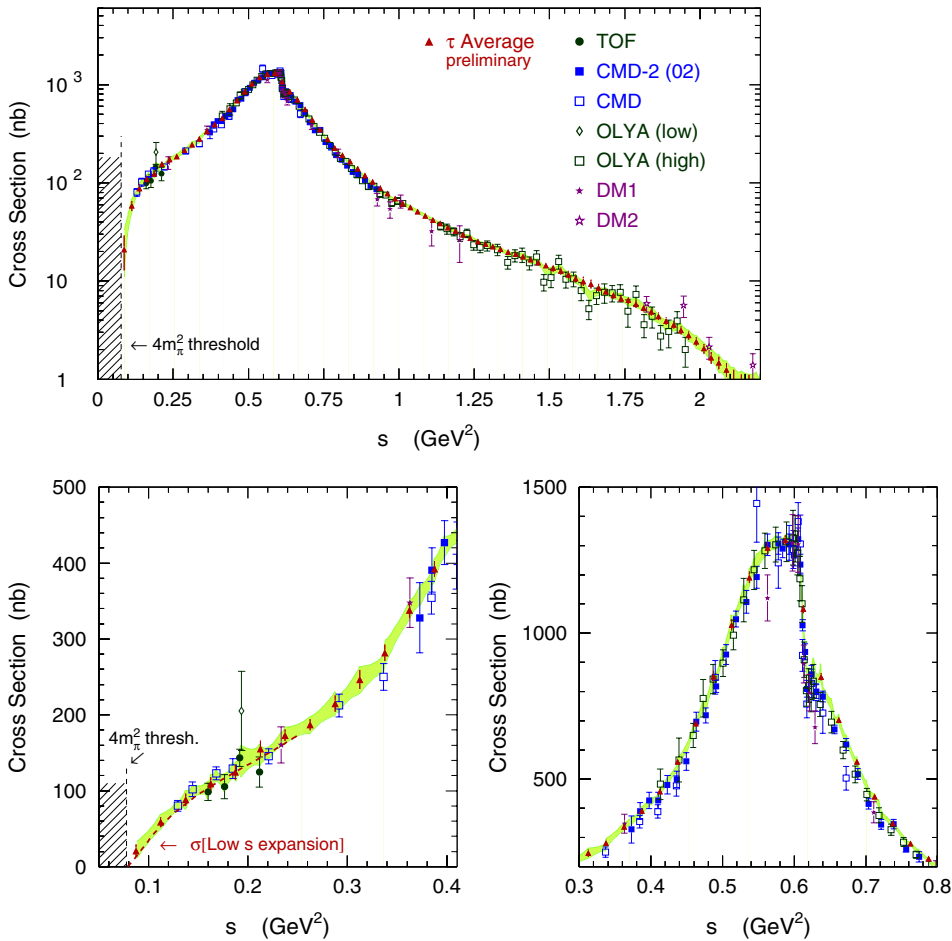 Cross Section (nb)
10³
10²
10
1
τ Average
preliminary
TOF
CMD-2 (02)
CMD
OLYA (low)
OLYA (high)
DM1
DM2
← 4m²π threshold
0 0.25 0.5 0.75 1 1.25 1.5 1.75 2
s (GeV²)
Cross Section (nb)
500
400
300
200
100
0
4m²π thresh.
← σ[Low s expansion]
0.1 0.2 0.3 0.4
s (GeV²)
Cross Section (nb)
1500
1000
500
0.3 0.4 0.5 0.6 0.7 0.8
s (GeV²)